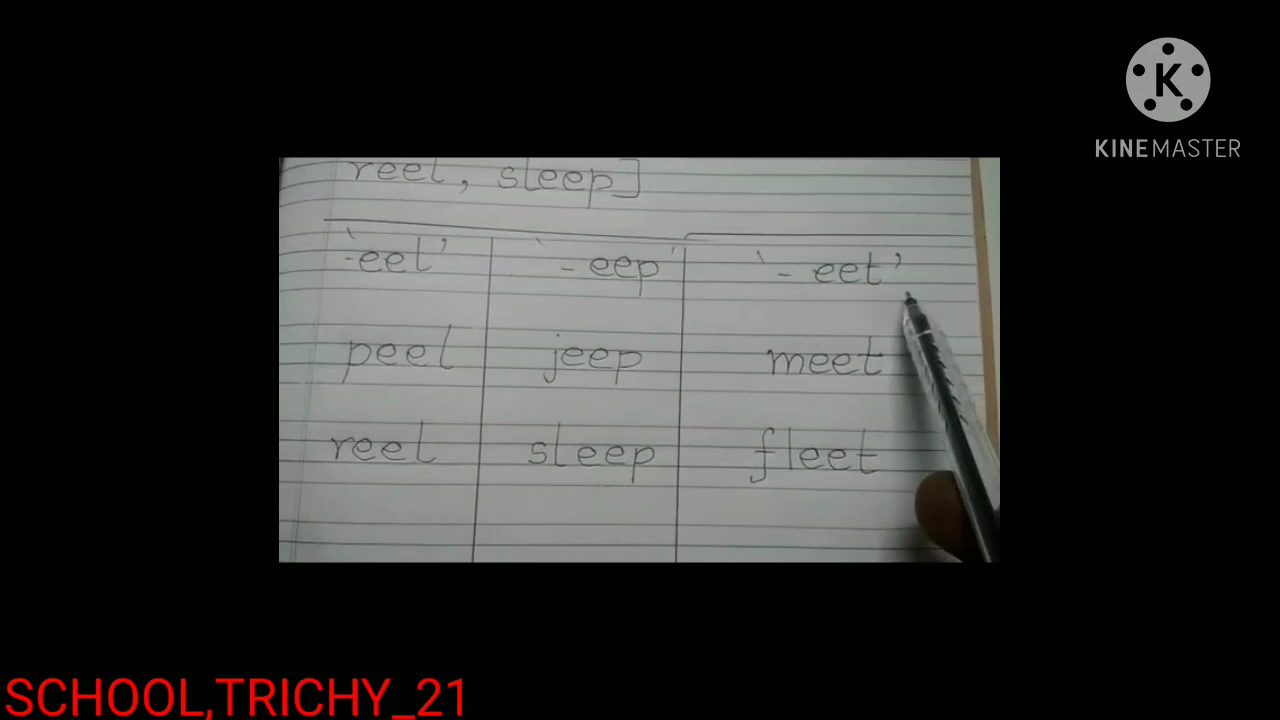 KINEMASTER
reel, sleep]
'-eel' '-eep' '-eet'
peel jeep meet
reel sleep fleet
SCHOOL,TRICHY_21